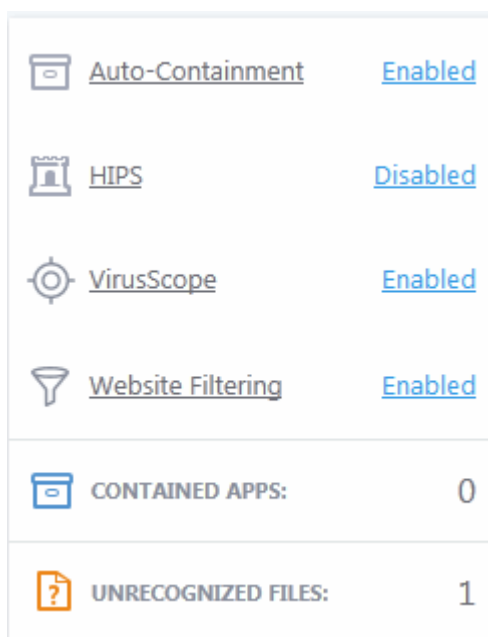 Auto-Containment Enabled
HIPS Disabled
VirusScope Enabled
Website Filtering Enabled
CONTAINED APPS: 0
UNRECOGNIZED FILES: 1